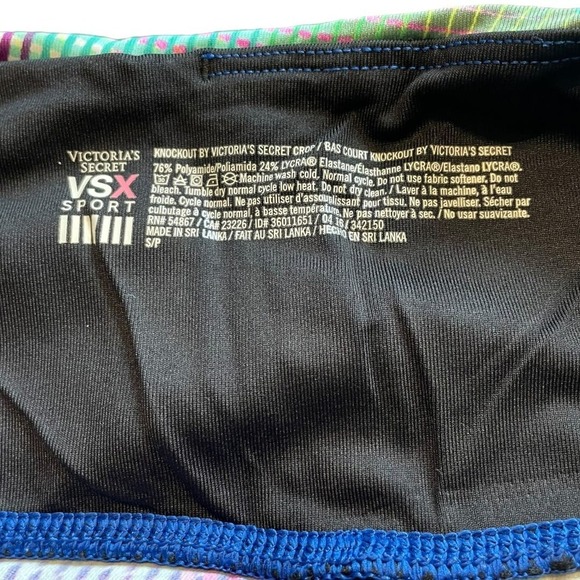 VICTORIA'S
SECRET
VSX
SPORT
KNOCKOUT BY VICTORIA'S SECRET CROP / BAS COURT KNOCKOUT BY VICTORIA'S SECRET
76% Polyamide/Poliamida 24% LYCRA® Elastane/Elasthanne LYCRA®/Elastano LYCRA®.
Machine wash cold. Normal cycle. Do not use fabric softener. Do not
bleach. Tumble dry normal cycle low heat. Do not dry clean. / Laver à la machine, à l'eau
froide. Cycle normal. Ne pas utiliser d'assouplissant textile. Ne pas javelliser. Sécher par
culbutage à cycle normal, à basse température. Ne pas nettoyer à sec. / No usar suavizante.
RN# 54867 / CA# 23226 / ID# 36011651 / 04 16 / 342150
MADE IN SRI LANKA / FAIT AU SRI LANKA / HECHO EN SRI LANKA
S/P